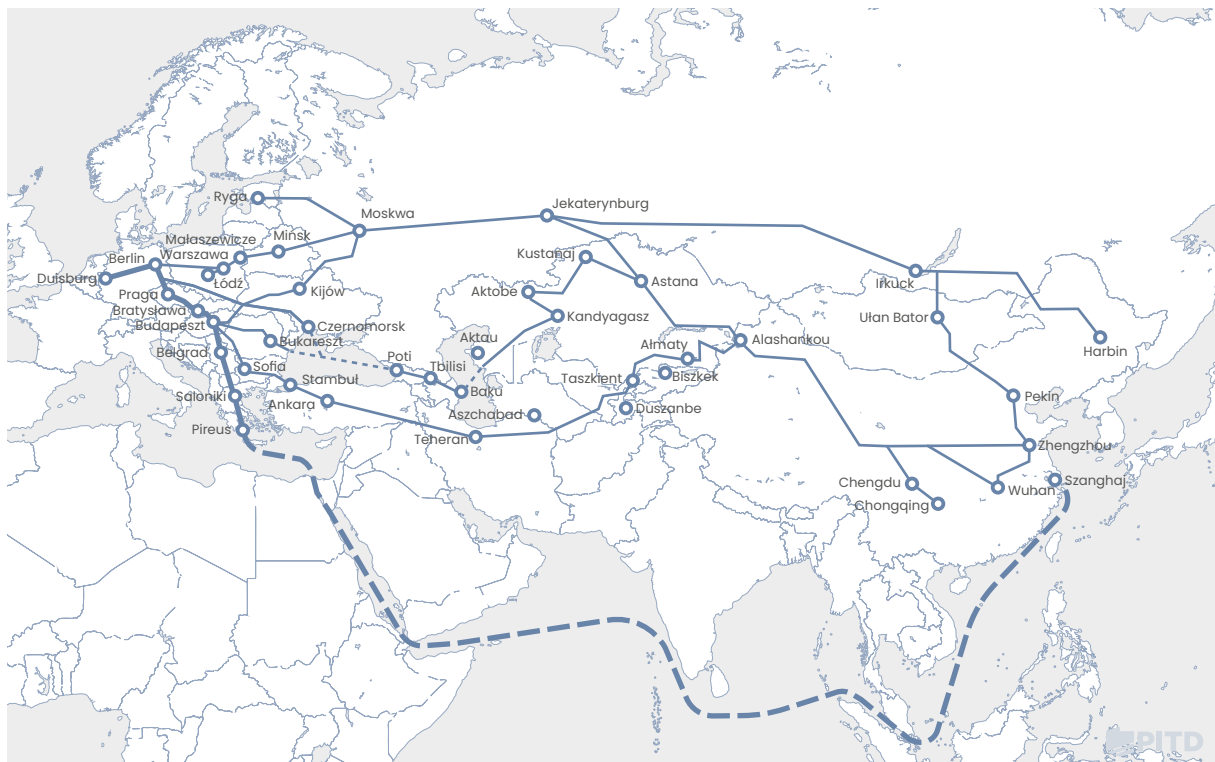 Ryga
Moskwa
Jekaterynburg
Małaszewicze
Mińsk
Warszawa
Berlin
Duisburg
Łódź
Praga
Kijów
Bratysława
Budapeszt
Czernomorsk
Bukareszt
Belgrad
Sofia
Stambuł
Saloniki
Ankara
Pireus
Kustanaj
Astana
Aktobe
Kandyagasz
Aktau
Poti
Tbilisi
Baku
Ałmaty
Alashankou
Taszkient
Biszkek
Aszchabad
Duszanbe
Teheran
Irkuck
Ułan Bator
Harbin
Pekin
Zhengzhou
Chengdu
Wuhan
Szanghaj
Chongqing
PITD